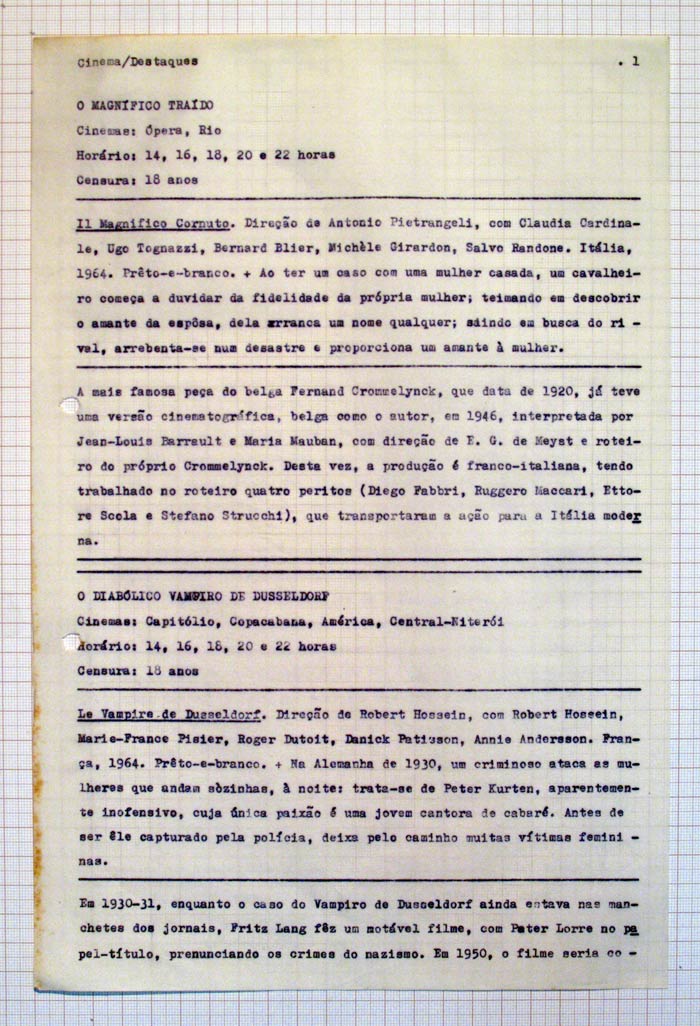 Cinema/Destaques . 1
O MAGNÍFICO TRAÍDO
Cinemas: Ópera, Rio
Horário: 14, 16, 18, 20 e 22 horas
Censura: 18 anos
Il Magnifico Cornuto. Direção de Antonio Pietrangeli, com Claudia Cardina-
le, Ugo Tognazzi, Bernard Blier, Michèle Girardon, Salvo Randone. Itália,
1964. Prêto-e-branco. + Ao ter um caso com uma mulher casada, um cavalhei-
ro começa a duvidar da fidelidade da própria mulher; teimando em descobrir
o amante da espôsa, dela arranca um nome qualquer; sáindo em busca do ri -
val, arrebenta-se num desastre e proporciona um amante à mulher.
A mais famosa peça do belga Fernand Crommelynck, que data de 1920, já teve
uma versão cinematográfica, belga como o autor, em 1946, interpretada por
Jean-Louis Barrault e Maria Mauban, com direção de E. G. de Meyst e rotei-
ro do próprio Crommelynck. Desta vez, a produção é franco-italiana, tendo
trabalhado no roteiro quatro peritos (Diego Fabbri, Ruggero Maccari, Etto-
re Scola e Stefano Strucchi), que transportaram a ação para a Itália moder
na.
O DIABÓLICO VAMPIRO DE DUSSELDORF
Cinemas: Capitólio, Copacabana, América, Central-Niterói
Horário: 14, 16, 18, 20 e 22 horas
Censura: 18 anos
Le Vampire de Dusseldorf. Direção de Robert Hossein, com Robert Hossein,
Marie-France Pisier, Roger Dutoit, Danick Patisson, Annie Andersson. Fran-
ça, 1964. Prêto-e-branco. + Na Alemanha de 1930, um criminoso ataca as mu-
lheres que andam sòzinhas, à noite: trata-se de Peter Kurten, aparentemen-
te inofensivo, cuja única paixão é uma jovem cantora de cabaré. Antes de
ser êle capturado pela polícia, deixa pelo caminho muitas vítimas femini -
nas.
Em 1930-31, enquanto o caso do Vampiro de Dusseldorf ainda estava nas man-
chetes dos jornais, Fritz Lang fêz um notável filme, com Peter Lorre no pa
pel-título, prenunciando os crimes do nazismo. Em 1950, o filme seria co -